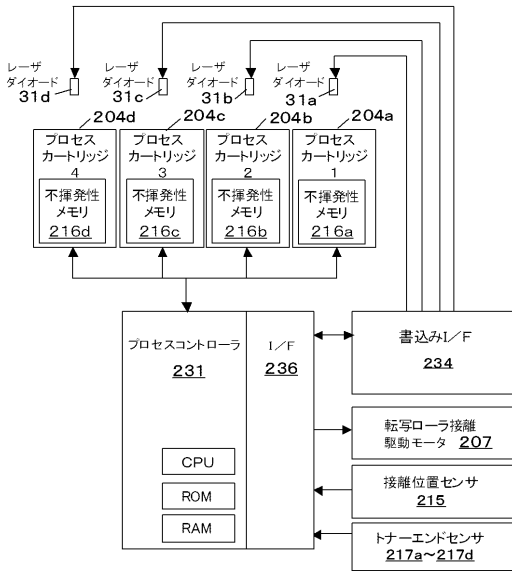 レーザ
ダイオード
31d
レーザ
ダイオード
31c
レーザ
ダイオード
31b
レーザ
ダイオード
31a
204d
204c
204b
204a
プロセス
カートリッジ
4
不揮発性
メモリ
216d
プロセス
カートリッジ
3
不揮発性
メモリ
216c
プロセス
カートリッジ
2
不揮発性
メモリ
216b
プロセス
カートリッジ
1
不揮発性
メモリ
216a
プロセスコントローラ
231
CPU
ROM
RAM
I/F
236
書込みI/F
234
転写ローラ接離
駆動モータ 207
接離位置センサ
215
トナーエンドセンサ
217a～217d